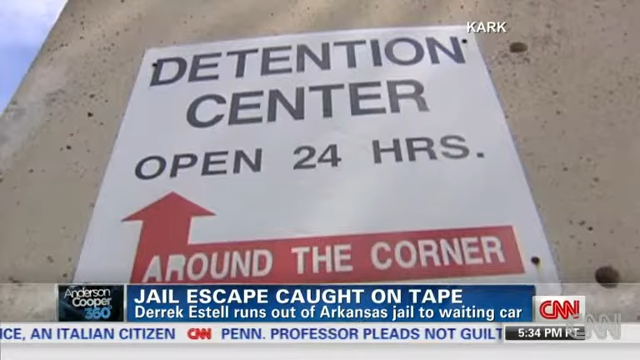 KARK
DETENTION
CENTER
OPEN 24 HRS.
AROUND THE CORNER
Anderson
Cooper
360°
JAIL ESCAPE CAUGHT ON TAPE
Derrek Estell runs out of Arkansas jail to waiting car
CNN
ICE, AN ITALIAN CITIZEN CNN PENN. PROFESSOR PLEADS NOT GUILT
5:34 PM PT
CNN